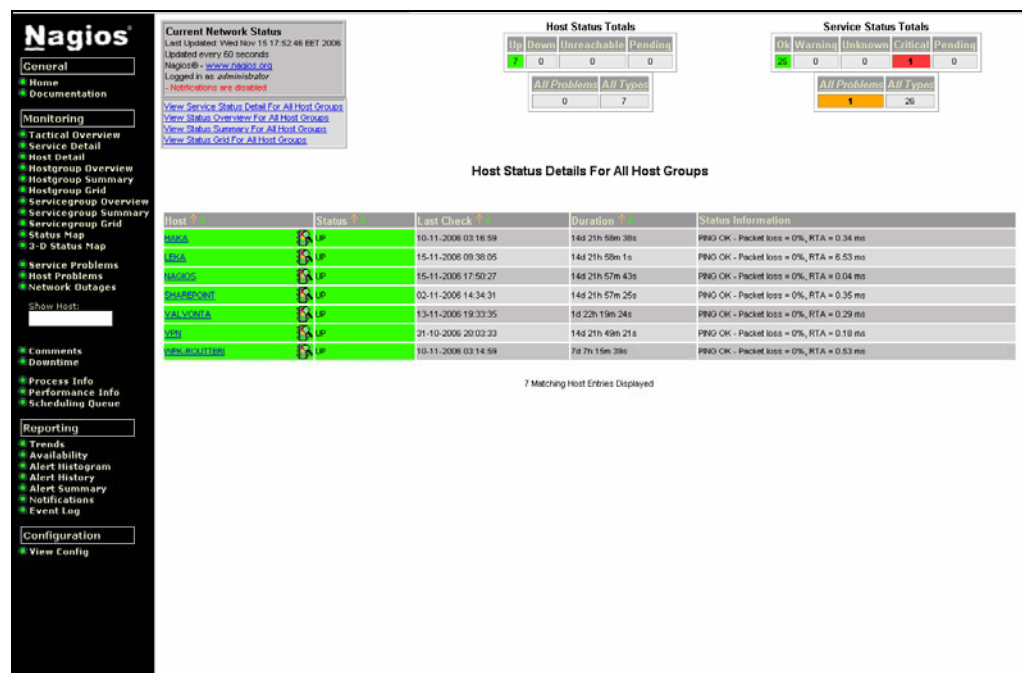 Nagios®
General
Home
Documentation
Monitoring
Tactical Overview
Service Detail
Host Detail
Hostgroup Overview
Hostgroup Summary
Hostgroup Grid
Servicegroup Overview
Servicegroup Summary
Servicegroup Grid
Status Map
3-D Status Map
Service Problems
Host Problems
Network Outages
Show Host:
Comments
Downtime
Process Info
Performance Info
Scheduling Queue
Reporting
Trends
Availability
Alert Histogram
Alert History
Alert Summary
Notifications
Event Log
Configuration
View Config
Current Network Status
Last Updated: Wed Nov 15 17:52:46 EET 2006
Updated every 60 seconds
Nagios® - www.nagios.org
Logged in as administrator
- Notifications are disabled
View Service Status Detail For All Host Groups
View Status Overview For All Host Groups
View Status Summary For All Host Groups
View Status Grid For All Host Groups
Host Status Totals
Up Down Unreachable Pending
7 0 0 0
All Problems All Types
0 7
Service Status Totals
Ok Warning Unknown Critical Pending
25 0 0 1 0
All Problems All Types
1 26
Host Status Details For All Host Groups
Host Status Last Check Duration Status Information
HAKA UP 10-11-2006 03:16:59 14d 21h 58m 38s PING OK - Packet loss = 0%, RTA = 0.34 ms
LEKA UP 15-11-2006 09:38:05 14d 21h 58m 1s PING OK - Packet loss = 0%, RTA = 6.53 ms
NAGIOS UP 15-11-2006 17:50:27 14d 21h 57m 43s PING OK - Packet loss = 0%, RTA = 0.04 ms
SHAREPOINT UP 02-11-2006 14:34:31 14d 21h 57m 25s PING OK - Packet loss = 0%, RTA = 0.35 ms
VALVONTA UP 13-11-2006 19:33:35 1d 22h 19m 24s PING OK - Packet loss = 0%, RTA = 0.29 ms
VPN UP 31-10-2006 20:03:33 14d 21h 49m 21s PING OK - Packet loss = 0%, RTA = 0.18 ms
WPK-ROUTTERI UP 10-11-2006 03:14:59 7d 7h 15m 39s PING OK - Packet loss = 0%, RTA = 0.53 ms
7 Matching Host Entries Displayed